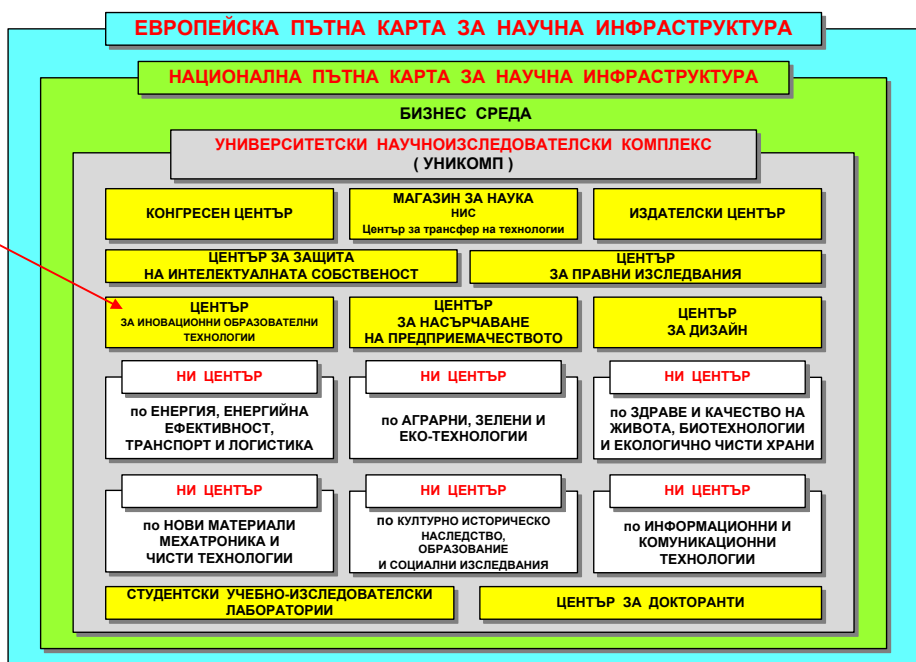 ЕВРОПЕЙСКА ПЪТНА КАРТА ЗА НАУЧНА ИНФРАСТРУКТУРА
НАЦИОНАЛНА ПЪТНА КАРТА ЗА НАУЧНА ИНФРАСТРУКТУРА
БИЗНЕС СРЕДА
УНИВЕРСИТЕТСКИ НАУЧНОИЗСЛЕДОВАТЕЛСКИ КОМПЛЕКС
( УНИКОМП )
КОНГРЕСЕН ЦЕНТЪР
МАГАЗИН ЗА НАУКА
НИС
Център за трансфер на технологии
ИЗДАТЕЛСКИ ЦЕНТЪР
ЦЕНТЪР ЗА ЗАЩИТА
НА ИНТЕЛЕКТУАЛНАТА СОБСТВЕНОСТ
ЦЕНТЪР
ЗА ПРАВНИ ИЗСЛЕДВАНИЯ
ЦЕНТЪР
ЗА ИНОВАЦИОННИ ОБРАЗОВАТЕЛНИ
ТЕХНОЛОГИИ
ЦЕНТЪР
ЗА НАСЪРЧАВАНЕ
НА ПРЕДПРИЕМАЧЕСТВОТО
ЦЕНТЪР
ЗА ДИЗАЙН
НИ ЦЕНТЪР
по ЕНЕРГИЯ, ЕНЕРГИЙНА
ЕФЕКТИВНОСТ,
ТРАНСПОРТ И ЛОГИСТИКА
НИ ЦЕНТЪР
по АГРАРНИ, ЗЕЛЕНИ И
ЕКО-ТЕХНОЛОГИИ
НИ ЦЕНТЪР
по ЗДРАВЕ И КАЧЕСТВО НА
ЖИВОТА, БИОТЕХНОЛОГИИ
И ЕКОЛОГИЧНО ЧИСТИ ХРАНИ
НИ ЦЕНТЪР
по НОВИ МАТЕРИАЛИ
МЕХАТРОНИКА И
ЧИСТИ ТЕХНОЛОГИИ
НИ ЦЕНТЪР
по КУЛТУРНО ИСТОРИЧЕСКО
НАСЛЕДСТВО,
ОБРАЗОВАНИЕ
И СОЦИАЛНИ ИЗСЛЕДВАНИЯ
НИ ЦЕНТЪР
по ИНФОРМАЦИОННИ И
КОМУНИКАЦИОННИ
ТЕХНОЛОГИИ
СТУДЕНТСКИ УЧЕБНО-ИЗСЛЕДОВАТЕЛСКИ
ЛАБОРАТОРИИ
ЦЕНТЪР ЗА ДОКТОРАНТИ